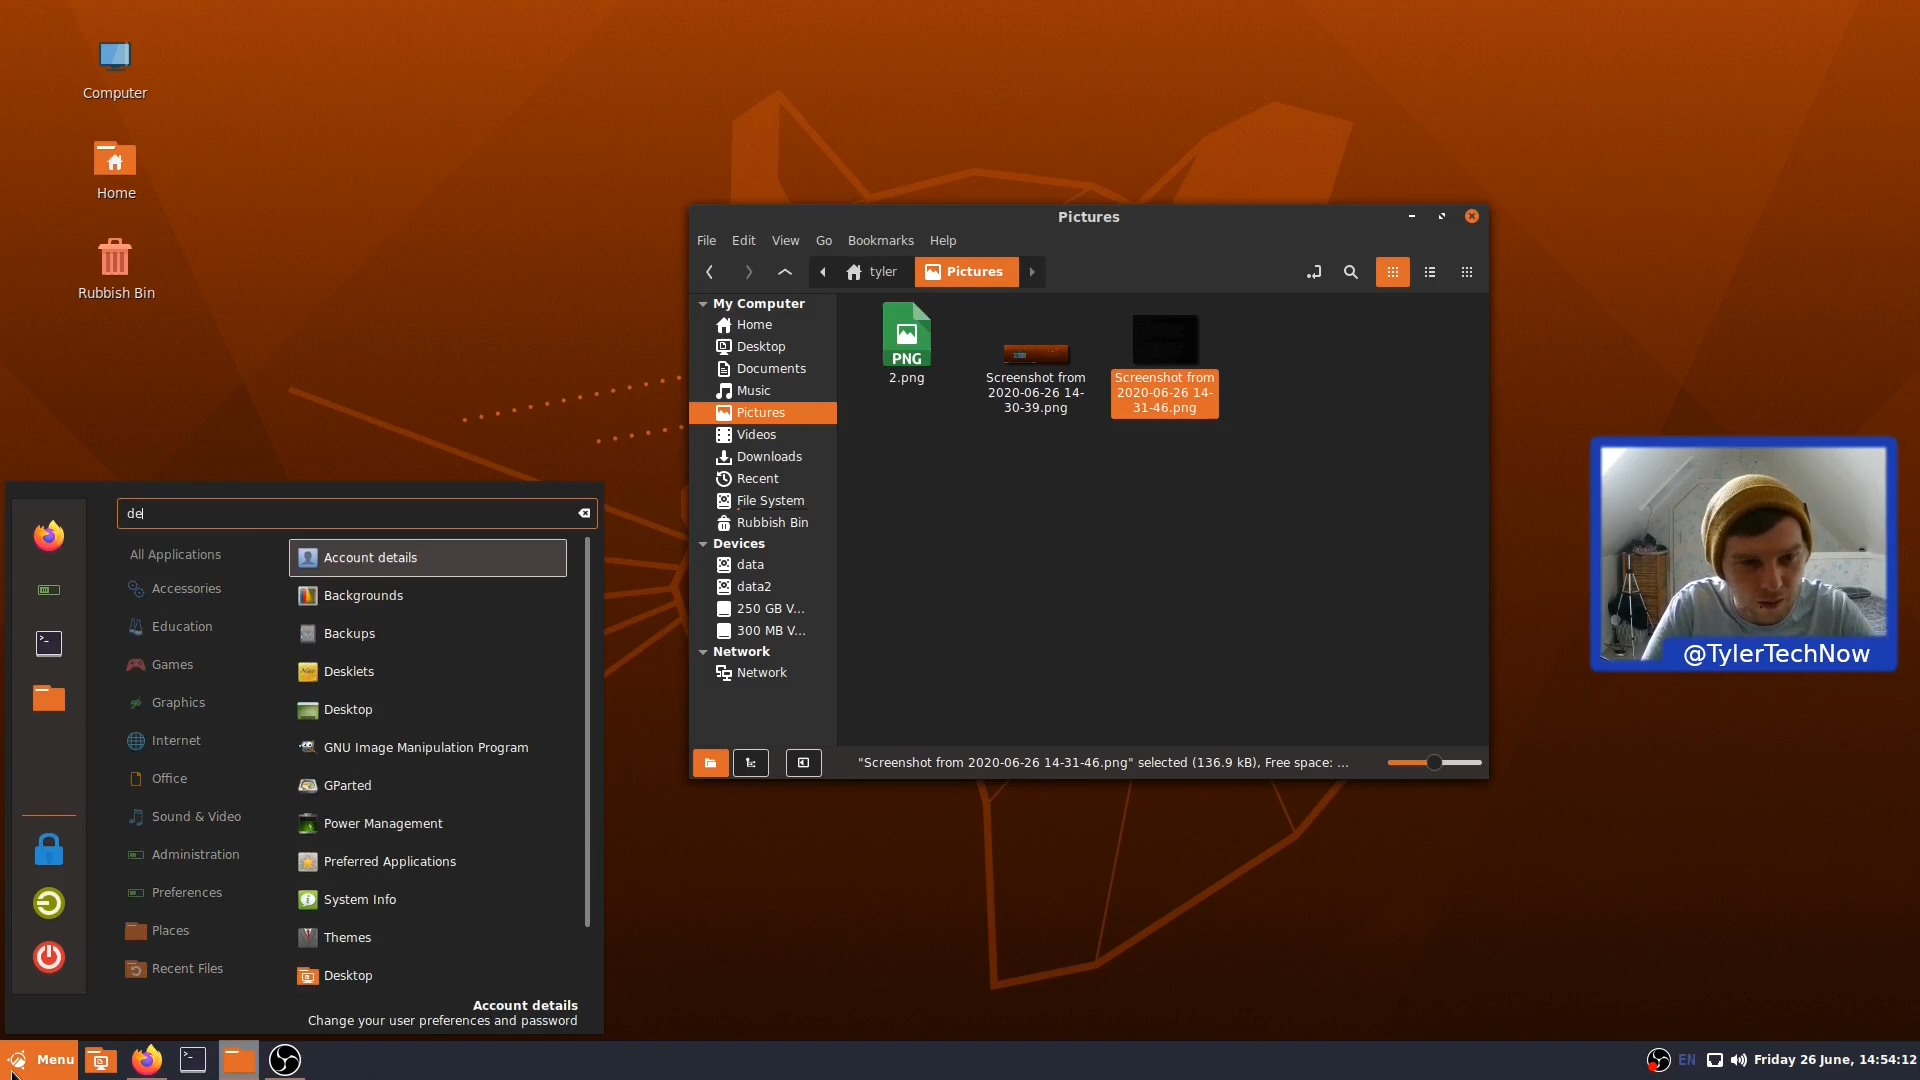 Computer
Home
Rubbish Bin
Pictures
File Edit View Go Bookmarks Help
tyler Pictures
My Computer
Home
Desktop
Documents
Music
Pictures
Videos
Downloads
Recent
File System
Rubbish Bin
Devices
data
data2
250 GB V...
300 MB V...
Network
Network
PNG
2.png
Screenshot from
2020-06-26 14-
30-39.png
Screenshot from
2020-06-26 14-
31-46.png
"Screenshot from 2020-06-26 14-31-46.png" selected (136.9 kB), Free space: ...
@TylerTechNow
de
All Applications
Accessories
Education
Games
Graphics
Internet
Office
Sound & Video
Administration
Preferences
Places
Recent Files
Account details
Backgrounds
Backups
Desklets
Desktop
GNU Image Manipulation Program
GParted
Power Management
Preferred Applications
System Info
Themes
Desktop
Account details
Change your user preferences and password
Menu
EN
Friday 26 June, 14:54:12